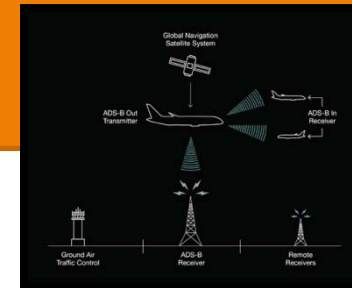 Global Navigation
Satellite System
ADS-B Out
Transmitter
ADS-B In
Receiver
Ground Air
Traffic Control
ADS-B
Receiver
Remote
Receivers